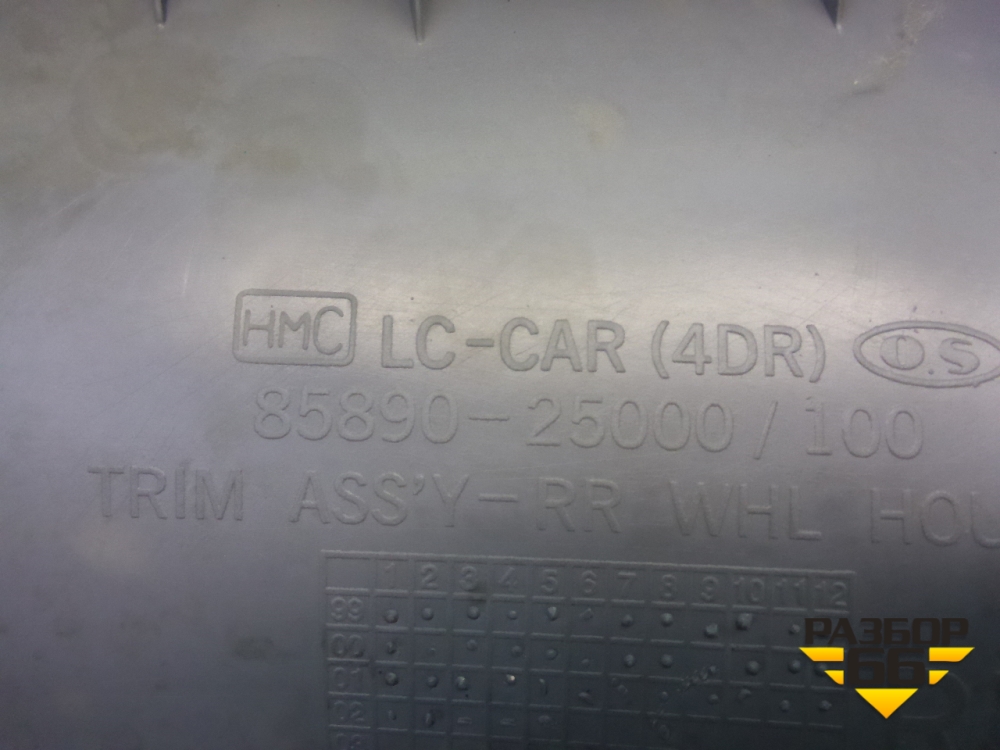 HMC LC-CAR (4DR) O.S
85890-25000/100
TRIM ASS'Y-RR WHL HOU
1 2 3 4 5 6 7 8 9 10 11 12
99
00
01
02
РАЗБОР
66